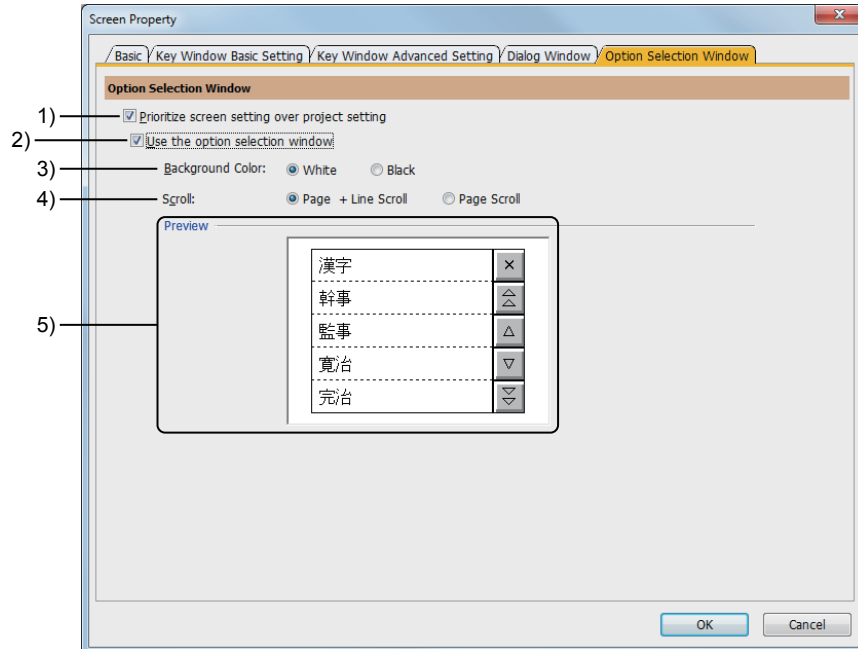 Screen Property
Basic Key Window Basic Setting Key Window Advanced Setting Dialog Window Option Selection Window
Option Selection Window
1) Prioritize screen setting over project setting
2) Use the option selection window
3) Background Color: White Black
4) Scroll: Page + Line Scroll Page Scroll
Preview
漢字
幹事
5) 監事
寛治
完治
OK Cancel